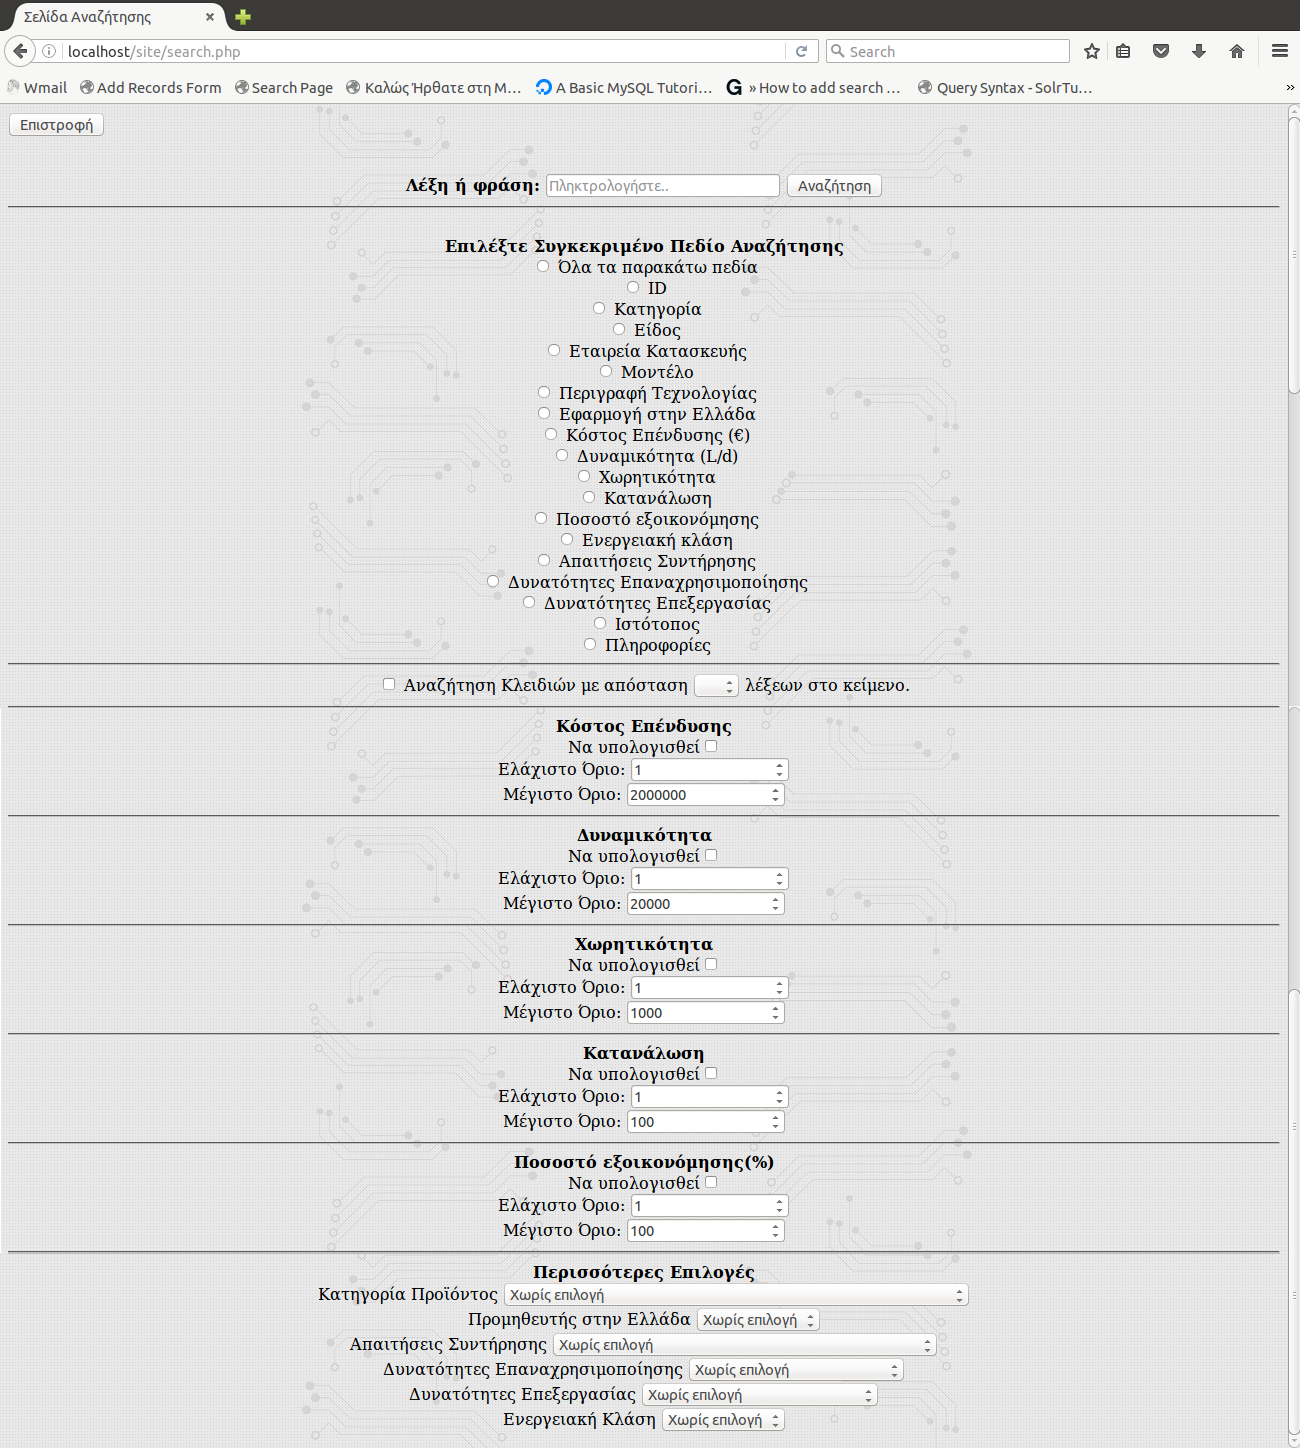 Σελίδα Αναζήτησης
localhost/site/search.php
Search
Wmail
Add Records Form
Search Page
Καλώς Ήρθατε στη Μ...
A Basic MySQL Tutori...
» How to add search ...
Query Syntax - SolrTu...
»
Επιστροφή
Λέξη ή φράση: Πληκτρολογήστε.. Αναζήτηση
Επιλέξτε Συγκεκριμένο Πεδίο Αναζήτησης
Όλα τα παρακάτω πεδία
ID
Κατηγορία
Είδος
Εταιρεία Κατασκευής
Μοντέλο
Περιγραφή Τεχνολογίας
Εφαρμογή στην Ελλάδα
Κόστος Επένδυσης (€)
Δυναμικότητα (L/d)
Χωρητικότητα
Κατανάλωση
Ποσοστό εξοικονόμησης
Ενεργειακή κλάση
Απαιτήσεις Συντήρησης
Δυνατότητες Επαναχρησιμοποίησης
Δυνατότητες Επεξεργασίας
Ιστότοπος
Πληροφορίες
Αναζήτηση Κλειδιών με απόσταση λέξεων στο κείμενο.
Κόστος Επένδυσης
Να υπολογισθεί
Ελάχιστο Όριο: 1
Μέγιστο Όριο: 2000000
Δυναμικότητα
Να υπολογισθεί
Ελάχιστο Όριο: 1
Μέγιστο Όριο: 20000
Χωρητικότητα
Να υπολογισθεί
Ελάχιστο Όριο: 1
Μέγιστο Όριο: 1000
Κατανάλωση
Να υπολογισθεί
Ελάχιστο Όριο: 1
Μέγιστο Όριο: 100
Ποσοστό εξοικονόμησης(%)
Να υπολογισθεί
Ελάχιστο Όριο: 1
Μέγιστο Όριο: 100
Περισσότερες Επιλογές
Κατηγορία Προϊόντος Χωρίς επιλογή
Προμηθευτής στην Ελλάδα Χωρίς επιλογή
Απαιτήσεις Συντήρησης Χωρίς επιλογή
Δυνατότητες Επαναχρησιμοποίησης Χωρίς επιλογή
Δυνατότητες Επεξεργασίας Χωρίς επιλογή
Ενεργειακή Κλάση Χωρίς επιλογή